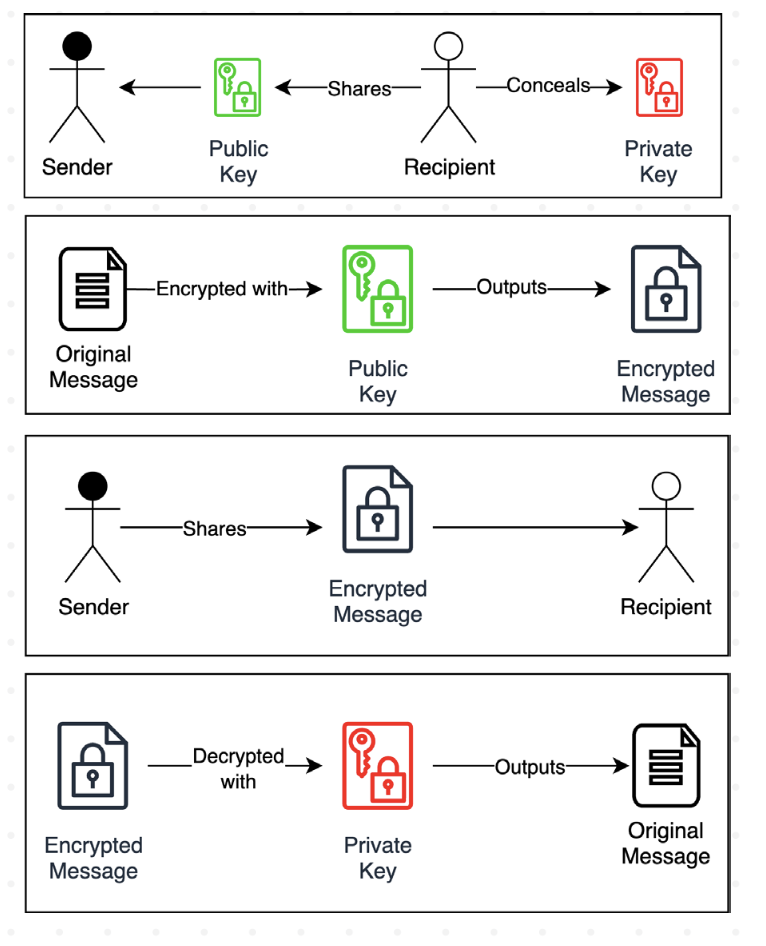 Shares
Conceals
Sender
Public
Key
Recipient
Private
Key
Encrypted with
Outputs
Original
Message
Public
Key
Encrypted
Message
Shares
Sender
Encrypted
Message
Recipient
Decrypted
with
Outputs
Encrypted
Message
Private
Key
Original
Message